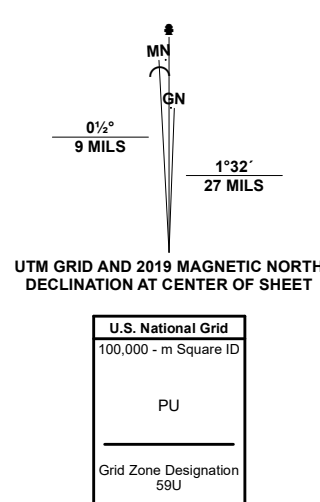 MN
GN
0½°
9 MILS
1°32´
27 MILS
UTM GRID AND 2019 MAGNETIC NORTH
DECLINATION AT CENTER OF SHEET
U.S. National Grid
100,000 - m Square ID
PU
Grid Zone Designation
59U